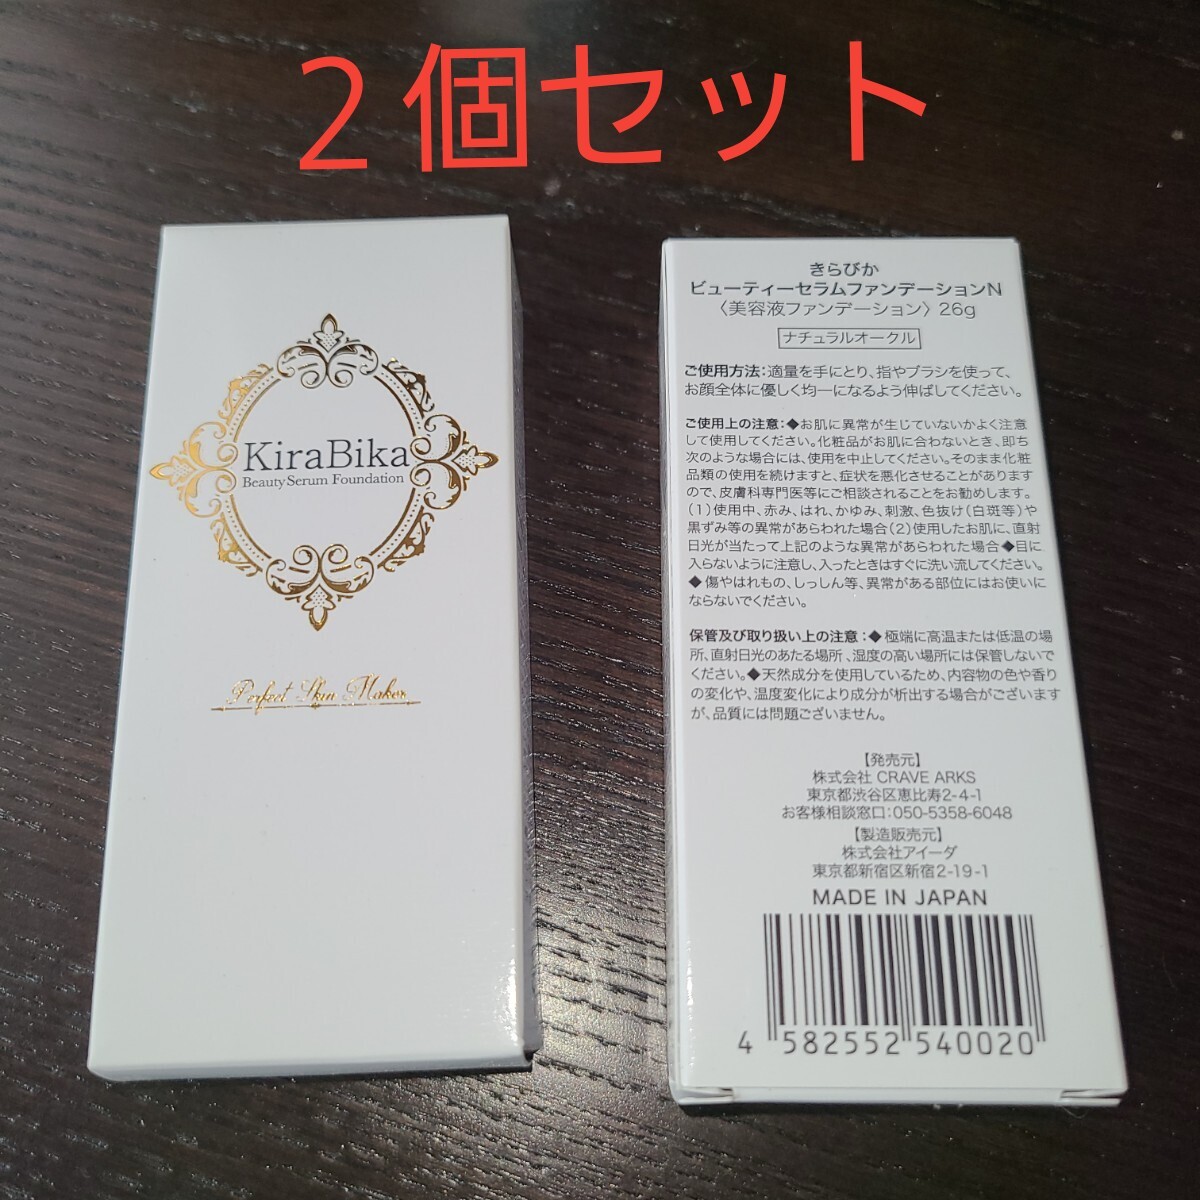 2個セット
KiraBika
Beauty Serum Foundation
Perfect Skin Maker
きらびか
ビューティーセラムファンデーションN
〈美容液ファンデーション〉26g
ナチュラルオークル
ご使用方法:適量を手にとり、指やブラシを使って、
お顔全体に優しく均一になるよう伸ばしてください。
ご使用上の注意:◆お肌に異常が生じていないかよく注意
して使用してください。化粧品がお肌に合わないとき、即ち
次のような場合には、使用を中止してください。そのまま化粧
品類の使用を続けますと、症状を悪化させることがあります
ので、皮膚科専門医等にご相談されることをお勧めします。
(1)使用中、赤み、はれ、かゆみ、刺激、色抜け(白斑等)や
黒ずみ等の異常があらわれた場合(2)使用したお肌に、直射
日光が当たって上記のような異常があらわれた場合◆目に
入らないように注意し、入ったときはすぐに洗い流してください。
◆傷やはれもの、しっしん等、異常がある部位にはお使いに
ならないでください。
保管及び取り扱い上の注意:◆極端に高温または低温の場
所、直射日光のあたる場所、湿度の高い場所には保管しないで
ください。◆天然成分を使用しているため、内容物の色や香り
の変化や、温度変化により成分が析出する場合がございます
が、品質には問題ございません。
【発売元】
株式会社 CRAVE ARKS
東京都渋谷区恵比寿2-4-1
お客様相談窓口:050-5358-6048
【製造販売元】
株式会社アイーダ
東京都新宿区新宿2-19-1
MADE IN JAPAN
4 582552 540020